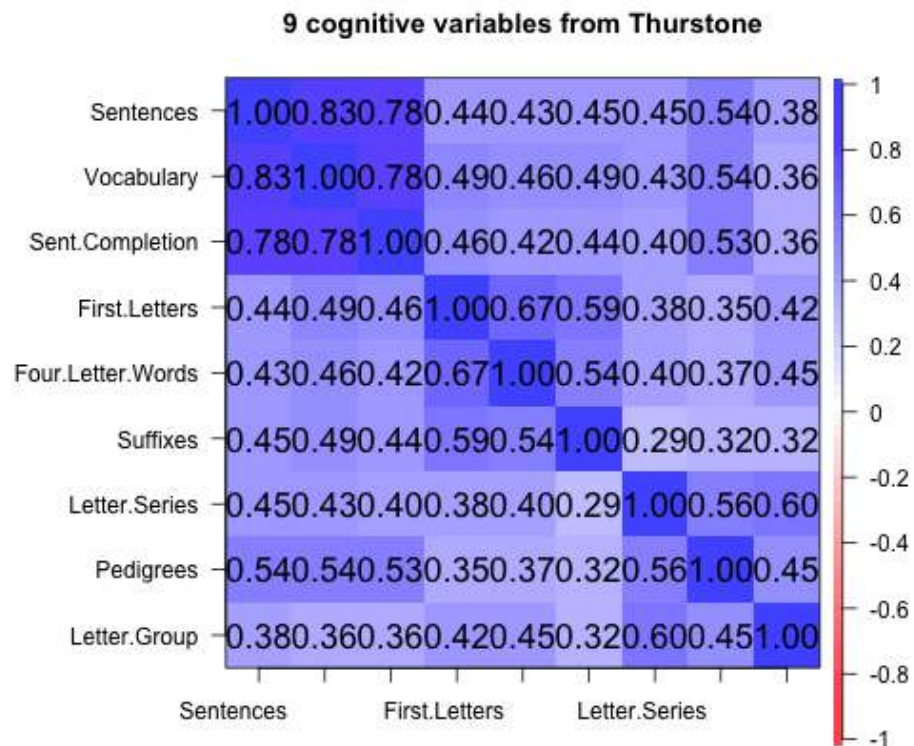 9 cognitive variables from Thurstone
Sentences 1.00 0.83 0.78 0.44 0.43 0.45 0.45 0.54 0.38
Vocabulary 0.83 1.00 0.78 0.49 0.46 0.49 0.43 0.54 0.36
Sent.Completion 0.78 0.78 1.00 0.46 0.42 0.44 0.40 0.53 0.36
First.Letters 0.44 0.49 0.46 1.00 0.67 0.59 0.38 0.35 0.42
Four.Letter.Words 0.43 0.46 0.42 0.67 1.00 0.54 0.40 0.37 0.45
Suffixes 0.45 0.49 0.44 0.59 0.54 1.00 0.29 0.32 0.32
Letter.Series 0.45 0.43 0.40 0.38 0.40 0.29 1.00 0.56 0.60
Pedigrees 0.54 0.54 0.53 0.35 0.37 0.32 0.56 1.00 0.45
Letter.Group 0.38 0.36 0.36 0.42 0.45 0.32 0.60 0.45 1.00
Sentences First.Letters Letter.Series
1
0.8
0.6
0.4
0.2
0
-0.2
-0.4
-0.6
-0.8
-1